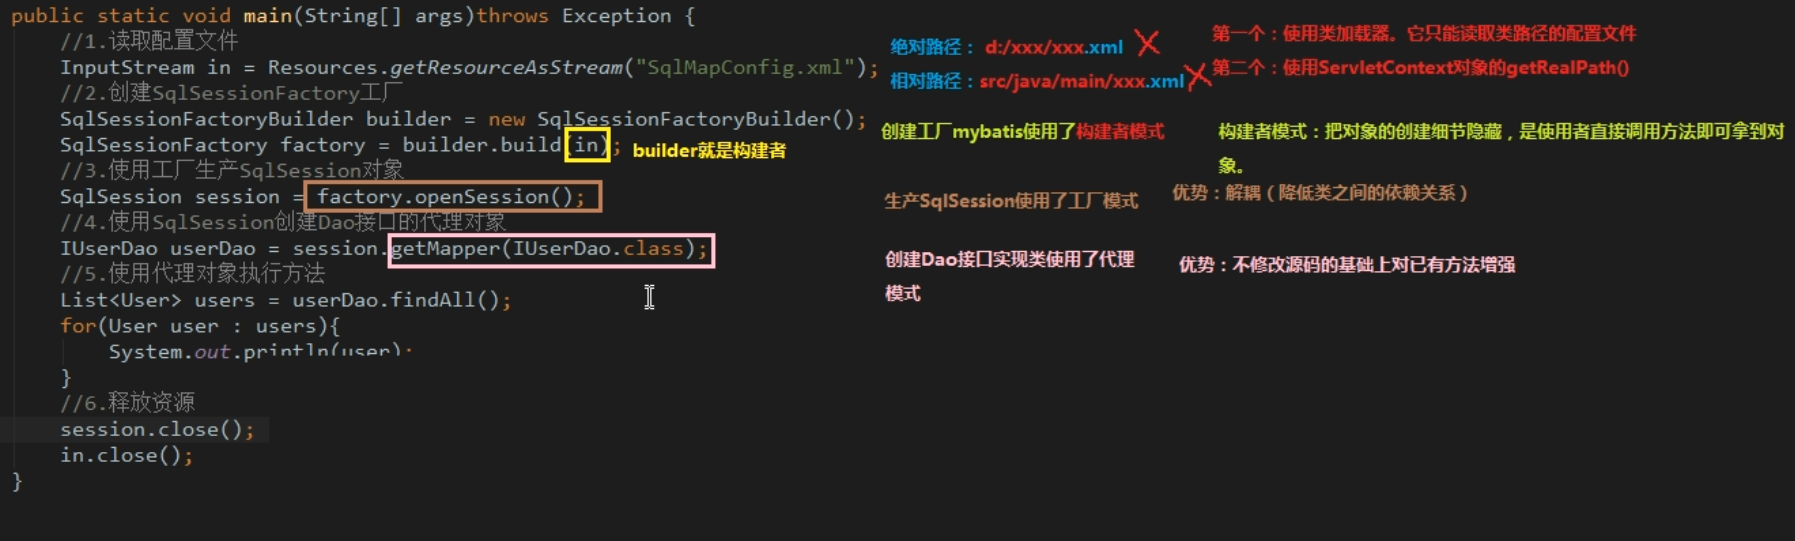 public static void main(String[] args)throws Exception {
//1.读取配置文件
InputStream in = Resources.getResourceAsStream("SqlMapConfig.xml");
//2.创建SqlSessionFactory工厂
SqlSessionFactoryBuilder builder = new SqlSessionFactoryBuilder();
SqlSessionFactory factory = builder.build(in);
builder就是构建者
//3.使用工厂生产SqlSession对象
SqlSession session = factory.openSession();
//4.使用SqlSession创建Dao接口的代理对象
IUserDao userDao = session.getMapper(IUserDao.class);
//5.使用代理对象执行方法
List<User> users = userDao.findAll();
for(User user : users){
System.out.println(user);
}
//6.释放资源
session.close();
in.close();
}
绝对路径： d:/xxx/xxx.xml
相对路径：src/java/main/xxx.xml
第一个：使用类加载器。它只能读取类路径的配置文件
第二个：使用ServletContext对象的getRealPath()
创建工厂mybatis使用了构建者模式
构建者模式：把对象的创建细节隐藏，是使用者直接调用方法即可拿到对
象。
生产SqlSession使用了工厂模式
优势：解耦（降低类之间的依赖关系）
创建Dao接口实现类使用了代理
模式
优势：不修改源码的基础上对已有方法增强